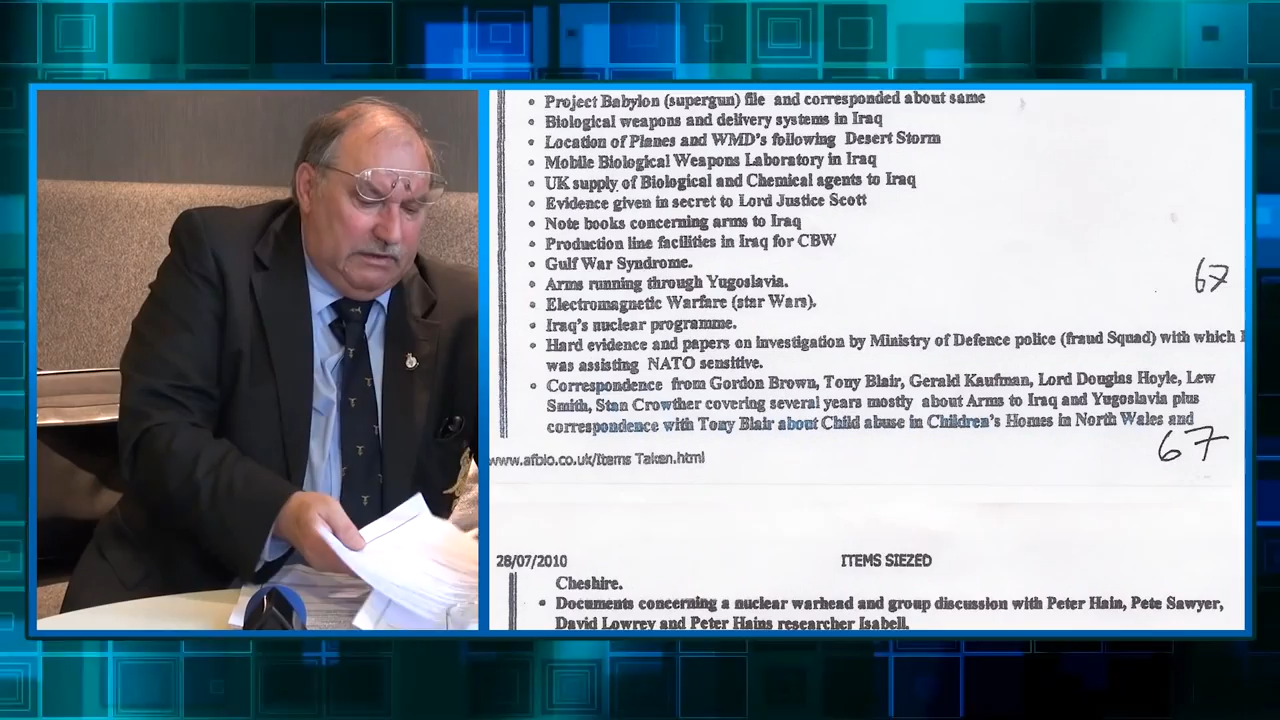 Project Babylon (supergun) file and corresponded about same
Biological weapons and delivery systems in Iraq
Location of Planes and WMD's following Desert Storm
Mobile Biological Weapons Laboratory in Iraq
UK supply of Biological and Chemical agents to Iraq
Evidence given in secret to Lord Justice Scott
Note books concerning arms to Iraq
Production line facilities in Iraq for CBW
Gulf War Syndrome.
67
Arms running through Yugoslavia.
Electromagnetic Warfare (star Wars).
Iraq's nuclear programme.
Hard evidence and papers on investigation by Ministry of Defence police (fraud Squad) with which I
was assisting NATO sensitive.
Correspondence from Gordon Brown, Tony Blair, Gerald Kaufman, Lord Douglas Hoyle, Lew
Smith, Stan Crowther covering several years mostly about Arms to Iraq and Yugoslavia plus
correspondence with Tony Blair about Child abuse in Children's Homes in North Wales and
67
www.afbio.co.uk/Items Taken.html
28/07/2010 ITEMS SIEZED
Cheshire.
Documents concerning a nuclear warhead and group discussion with Peter Hain, Pete Sawyer,
David Lowrey and Peter Hains researcher Isabell.